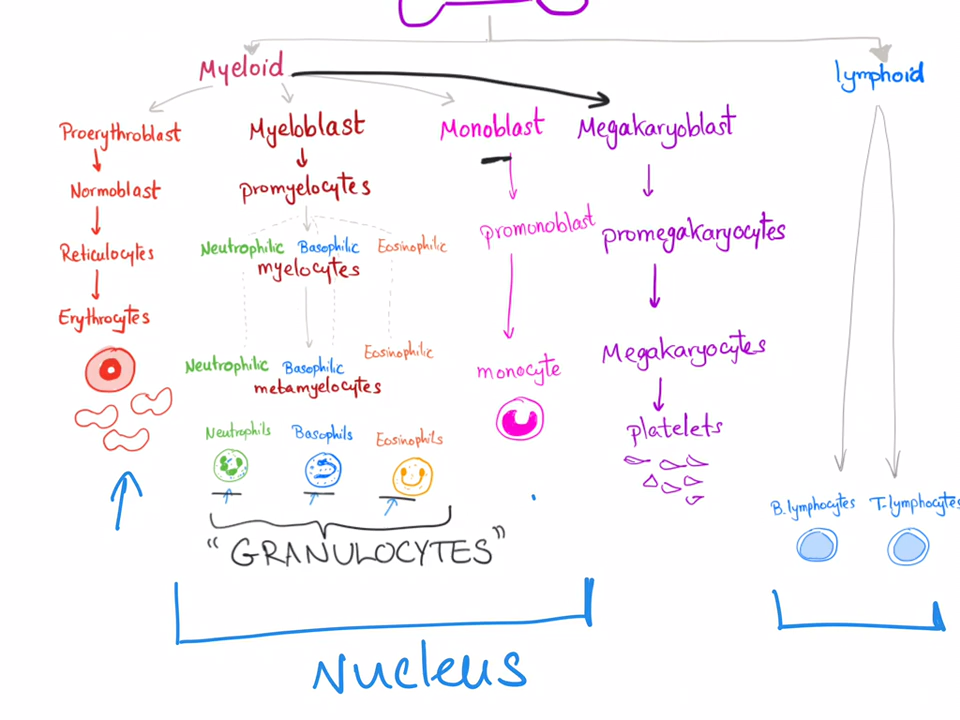 Myeloid
lymphoid
Proerythroblast
Normoblast
Reticulocytes
Erythrocytes
Myeloblast
promyelocytes
Neutrophilic Basophilic Eosinophilic
myelocytes
Neutrophilic Basophilic Eosinophilic
metamyelocytes
Neutrophils Basophils Eosinophils
"GRANULOCYTES"
Monoblast
promonoblast
monocyte
Megakaryoblast
promegakaryocytes
Megakaryocytes
platelets
B.lymphocytes T-lymphocytes
Nucleus